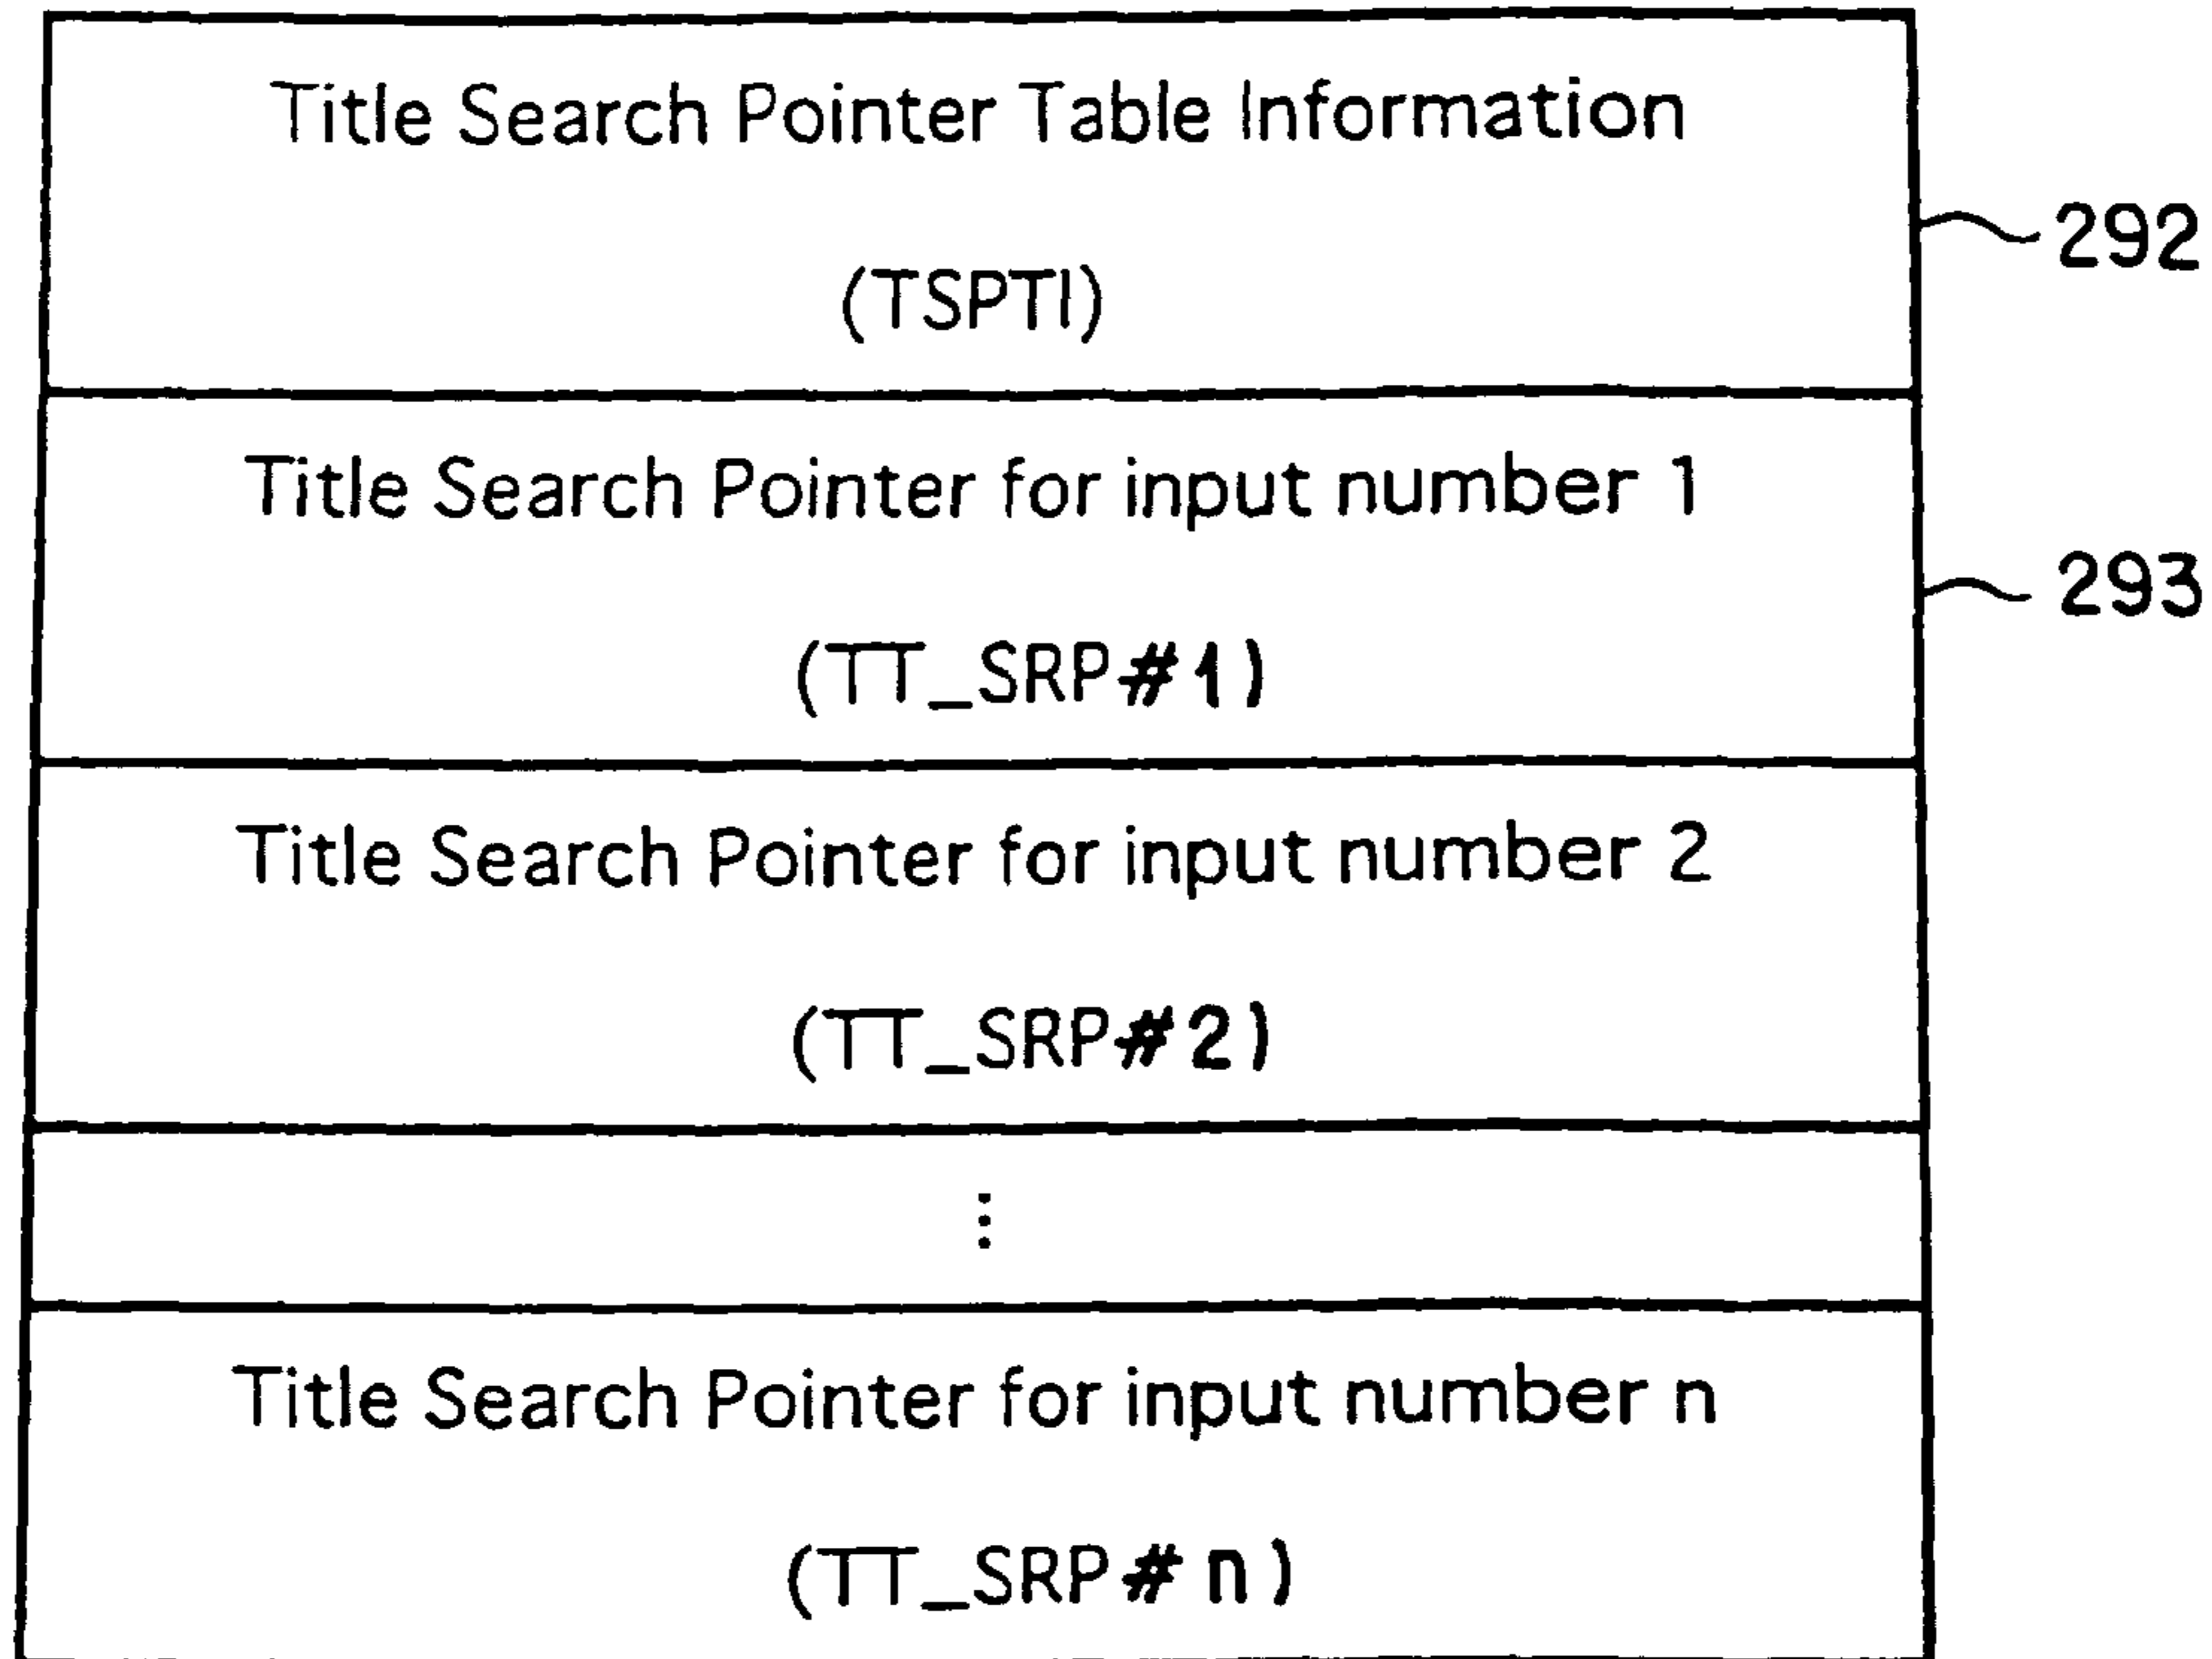 Title Search Pointer Table Information
(TSPTI)
292
Title Search Pointer for input number 1
293
(TT_SRP#1)
Title Search Pointer for input number 2
(TT_SRP#2)
⋮
Title Search Pointer for input number n
(TT_SRP#n)